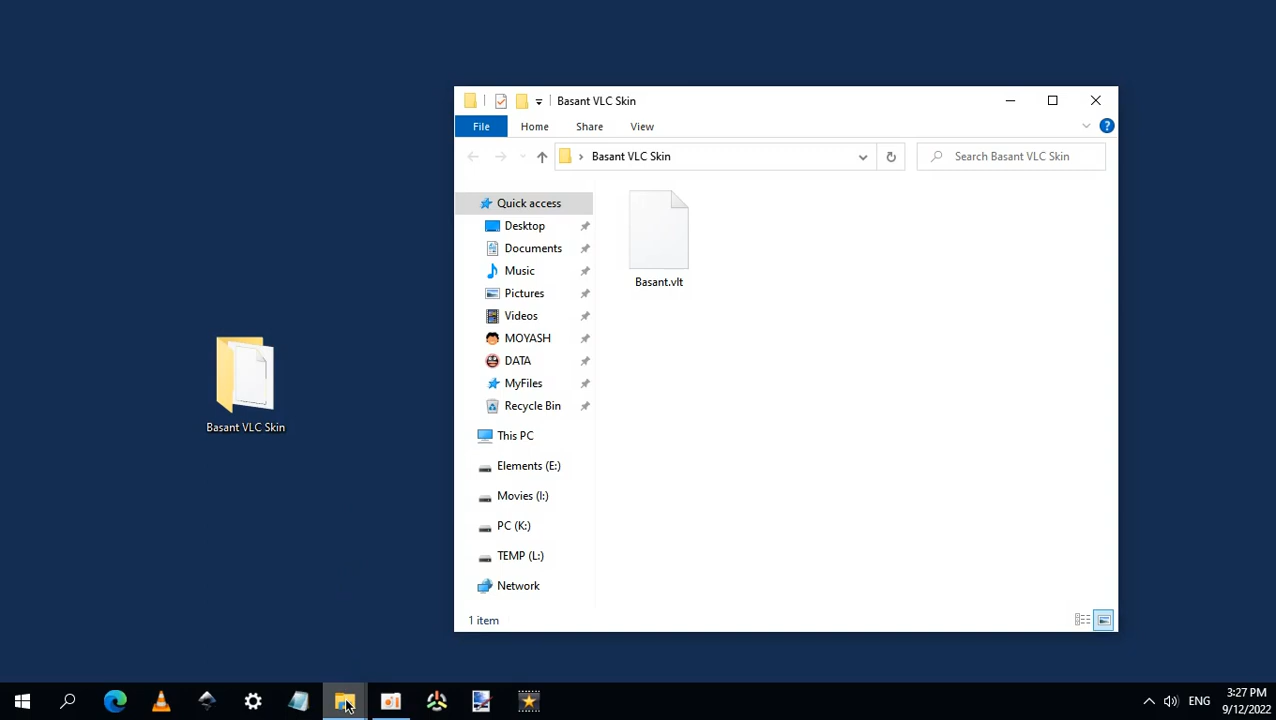 Basant VLC Skin
File Home Share View
Basant VLC Skin
Search Basant VLC Skin
Quick access
Desktop
Documents
Music
Pictures
Videos
MOYASH
DATA
MyFiles
Recycle Bin
This PC
Elements (E:)
Movies (I:)
PC (K:)
TEMP (L:)
Network
Basant.vlt
1 item
Basant VLC Skin
ENG
3:27 PM
9/12/2022